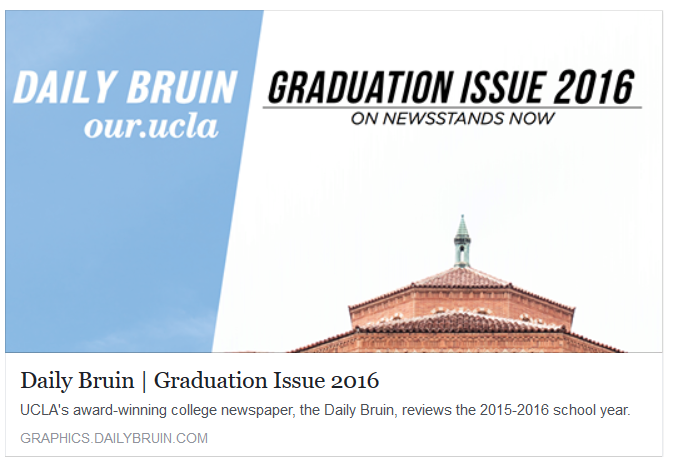 DAILY BRUIN
our.ucla
GRADUATION ISSUE 2016
ON NEWSSTANDS NOW
Daily Bruin | Graduation Issue 2016
UCLA's award-winning college newspaper, the Daily Bruin, reviews the 2015-2016 school year.
GRAPHICS.DAILYBRUIN.COM